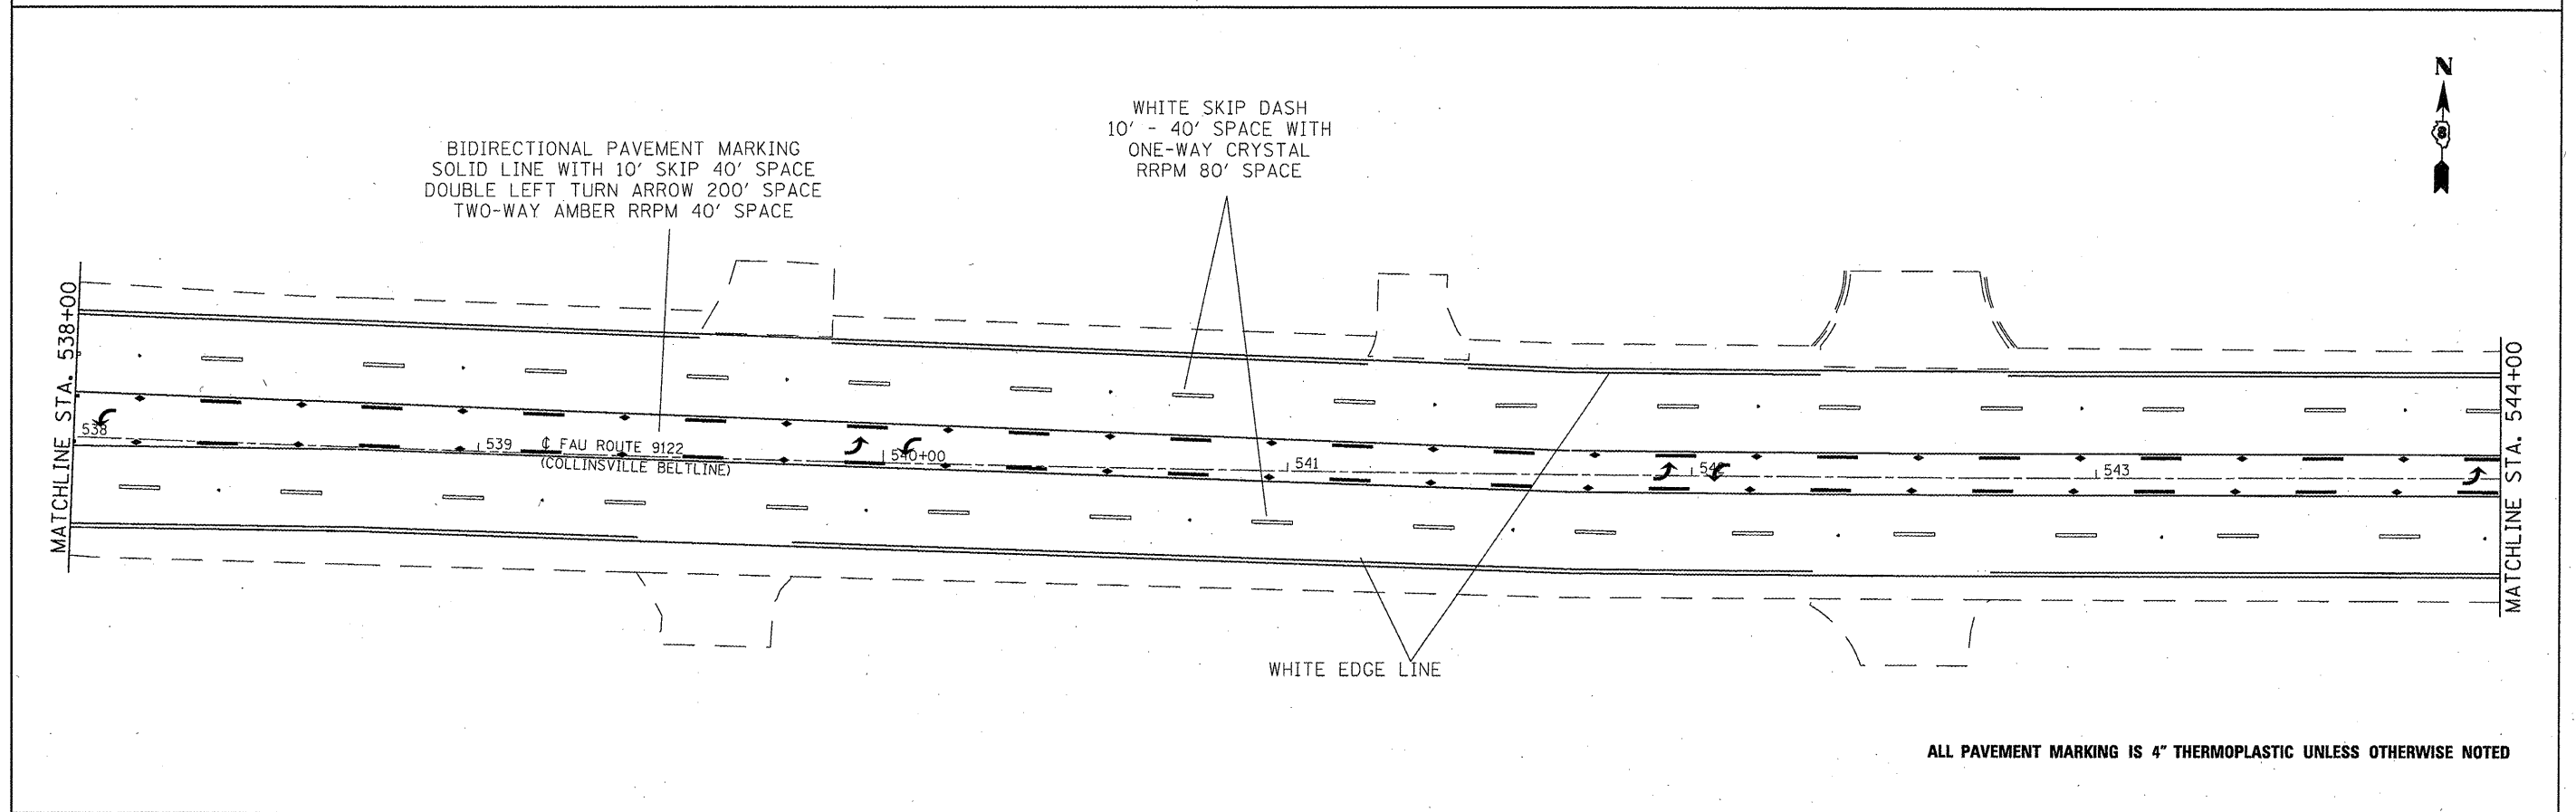 N
8
WHITE SKIP DASH
10' - 40' SPACE WITH
ONE-WAY CRYSTAL
RRPM 80' SPACE
BIDIRECTIONAL PAVEMENT MARKING
SOLID LINE WITH 10' SKIP 40' SPACE
DOUBLE LEFT TURN ARROW 200' SPACE
TWO-WAY AMBER RRPM 40' SPACE
MATCHLINE STA. 538+00
538
539
℄ FAU ROUTE 9122
(COLLINSVILLE BELTLINE)
540+00
541
543
MATCHLINE STA. 544+00
WHITE EDGE LINE
ALL PAVEMENT MARKING IS 4" THERMOPLASTIC UNLESS OTHERWISE NOTED